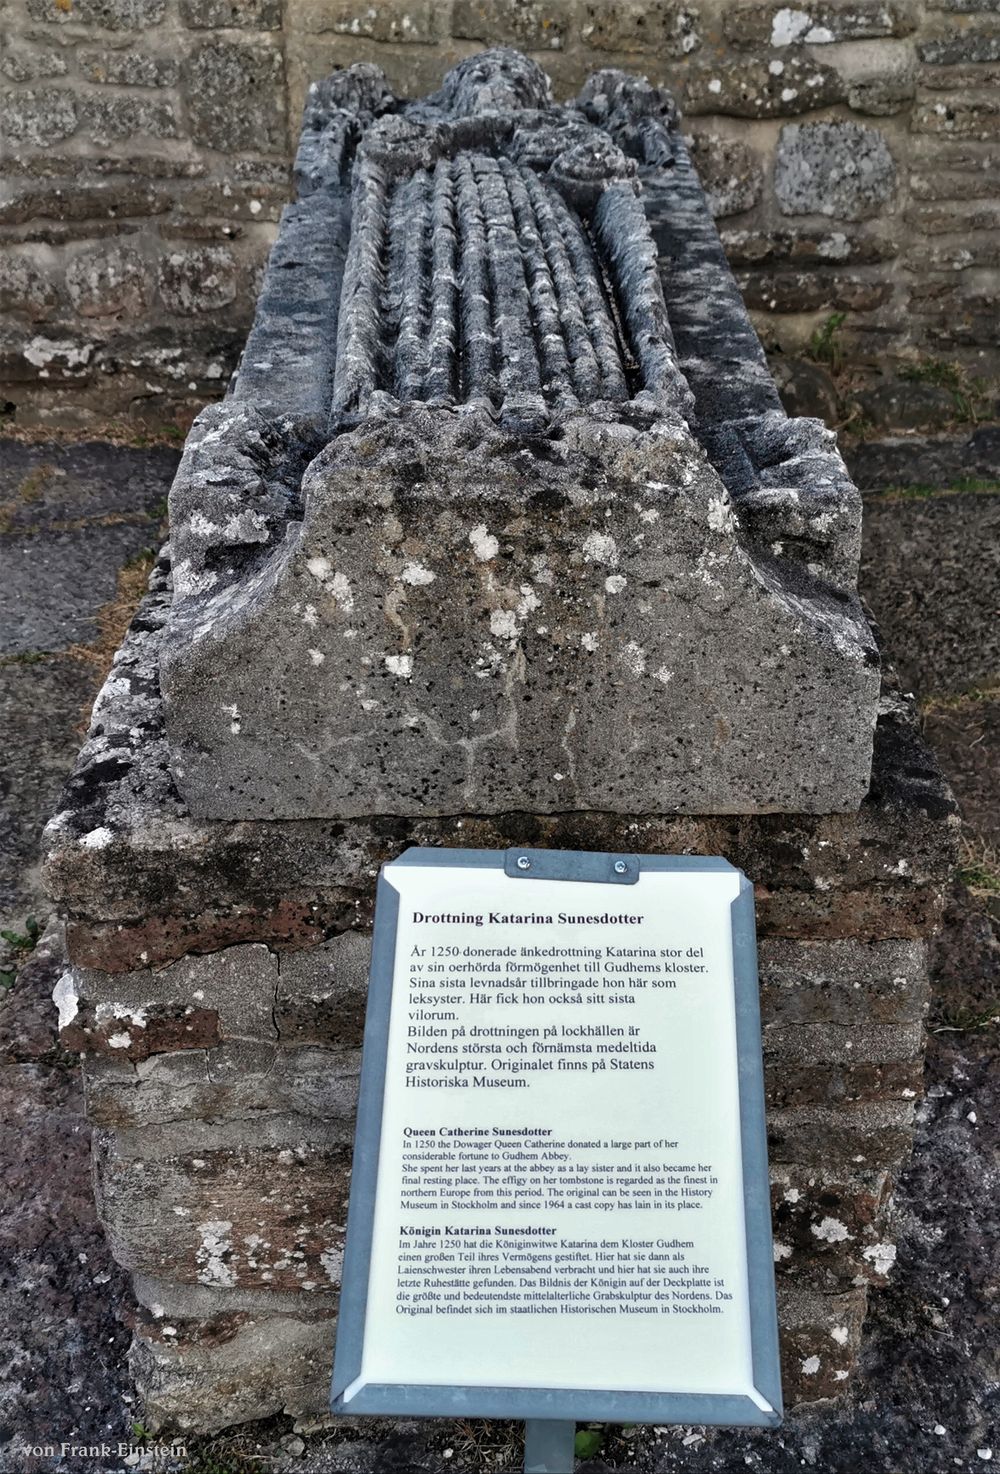 Drottning Katarina Sunesdotter
År 1250 donerade änkedrottning Katarina stor del
av sin oerhörda förmögenhet till Gudhems kloster.
Sina sista levnadsår tillbringade hon här som
leksyster. Här fick hon också sitt sista
vilorum.
Bilden på drottningen på lockhällen är
Nordens största och förnämsta medeltida
gravskulptur. Originalet finns på Statens
Historiska Museum.
Queen Catherine Sunesdotter
In 1250 the Dowager Queen Catherine donated a large part of her
considerable fortune to Gudhem Abbey.
She spent her last years at the abbey as a lay sister and it also became her
final resting place. The effigy on her tombstone is regarded as the finest in
northern Europe from this period. The original can be seen in the History
Museum in Stockholm and since 1964 a cast copy has lain in its place.
Königin Katarina Sunesdotter
Im Jahre 1250 hat die Königinwitwe Katarina dem Kloster Gudhem
einen großen Teil ihres Vermögens gestiftet. Hier hat sie dann als
Laienschwester ihren Lebensabend verbracht und hier hat sie auch ihre
letzte Ruhestätte gefunden. Das Bildnis der Königin auf der Deckplatte ist
die größte und bedeutendste mittelalterliche Grabskulptur des Nordens. Das
Original befindet sich im staatlichen Historischen Museum in Stockholm.
von Frank-Einstein